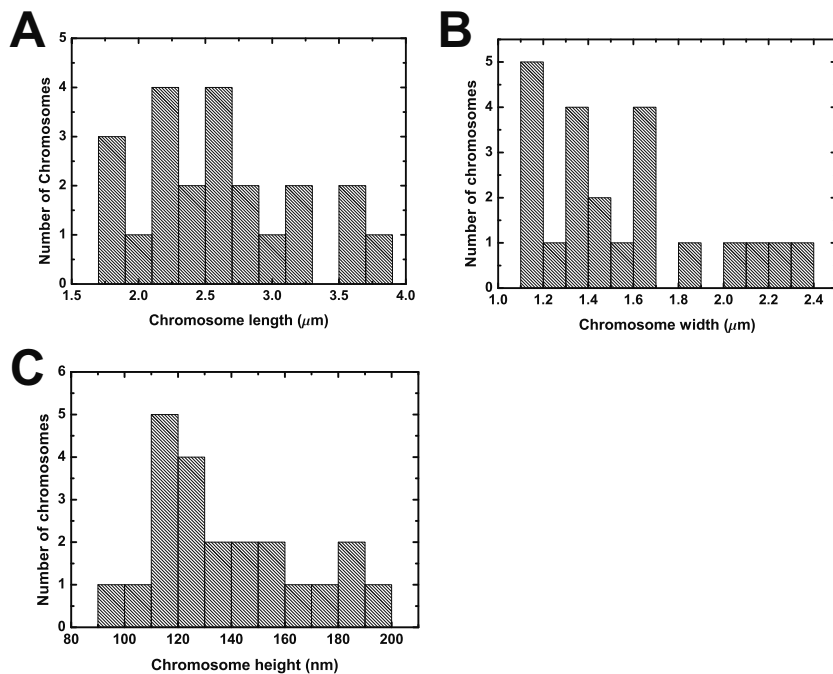 A
5
4
3
2
1
0
Number of Chromosomes
1.5 2.0 2.5 3.0 3.5 4.0
Chromosome length (μm)
B
5
4
3
2
1
0
Number of chromosomes
1.0 1.2 1.4 1.6 1.8 2.0 2.2 2.4
Chromosome width (μm)
C
6
5
4
3
2
1
0
Number of chromosomes
80 100 120 140 160 180 200
Chromosome height (nm)